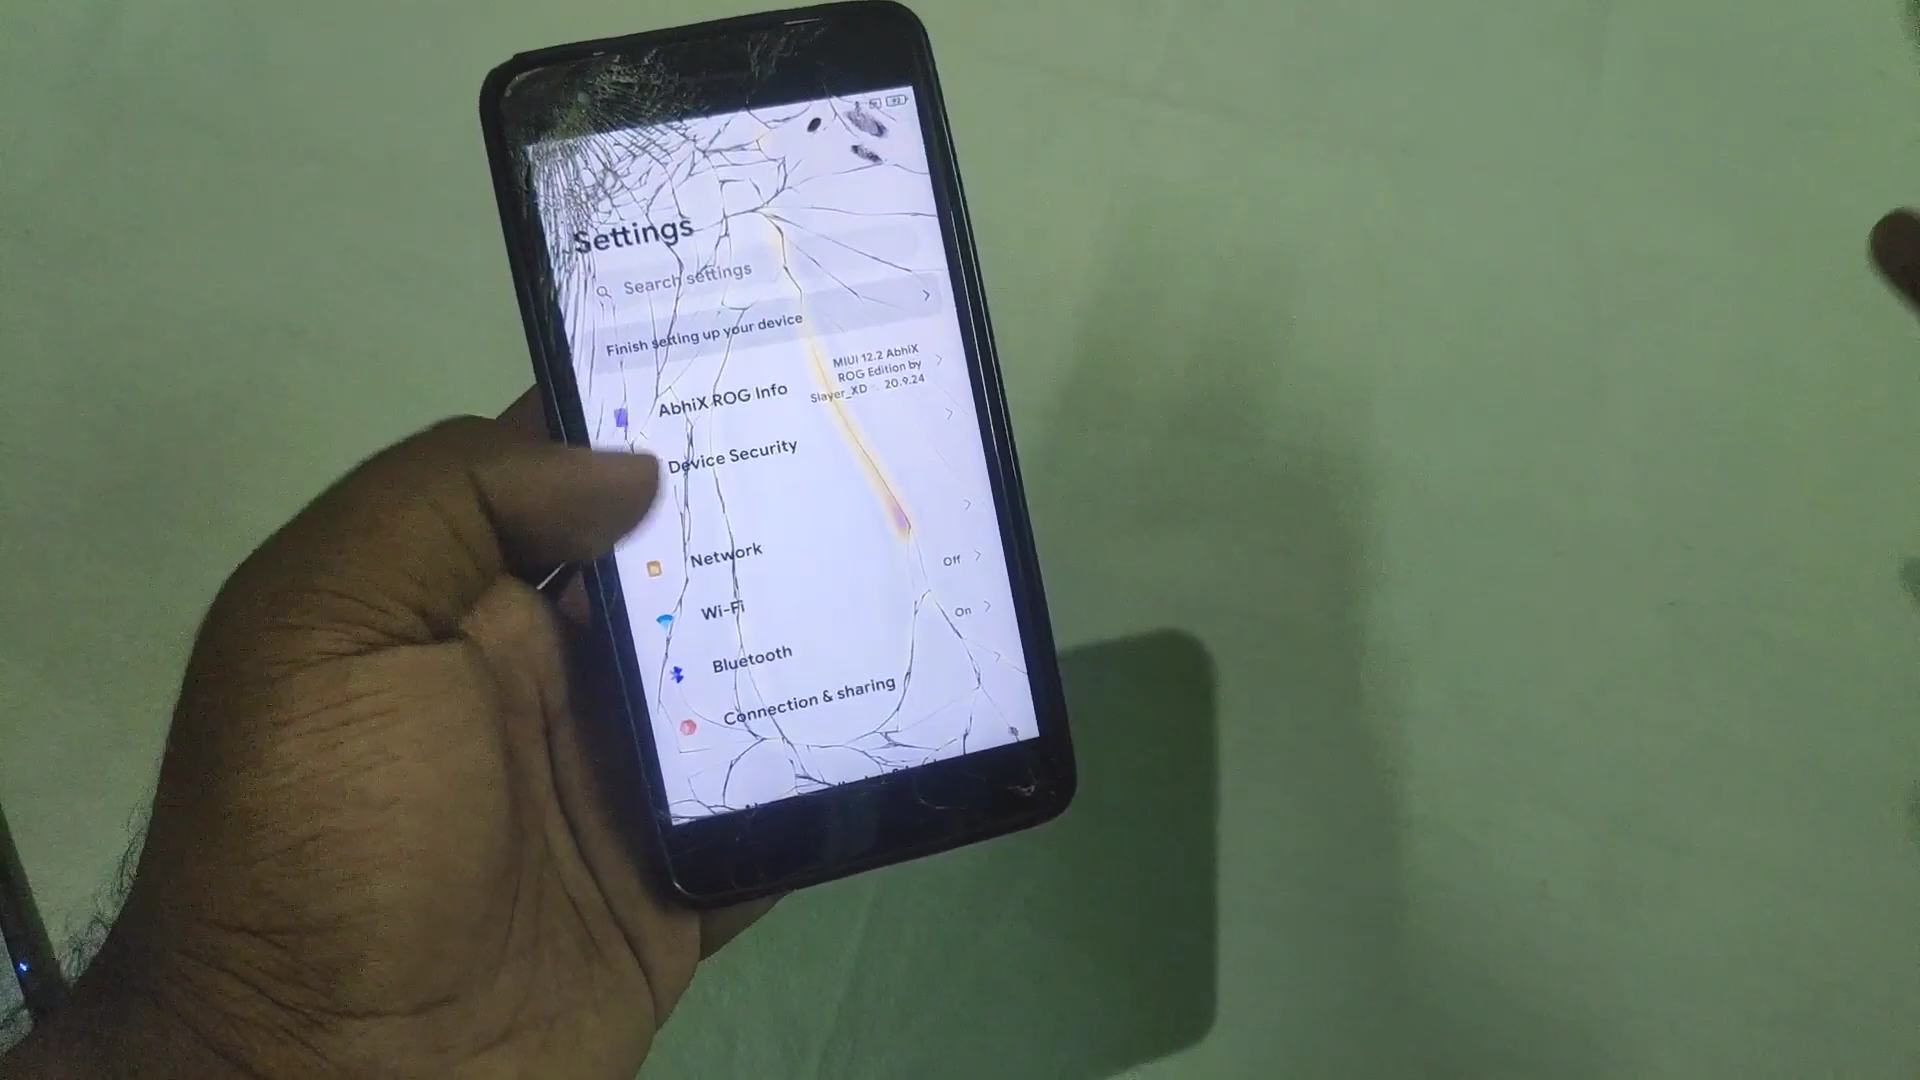 Settings
Search settings
Finish setting up your device
AbhiX ROG Info
MIUI 12.2 AbhiX
ROG Edition by
Slayer_XD
20.9.24
Device Security
Network
Wi-Fi
Off
Bluetooth
On
Connection & sharing